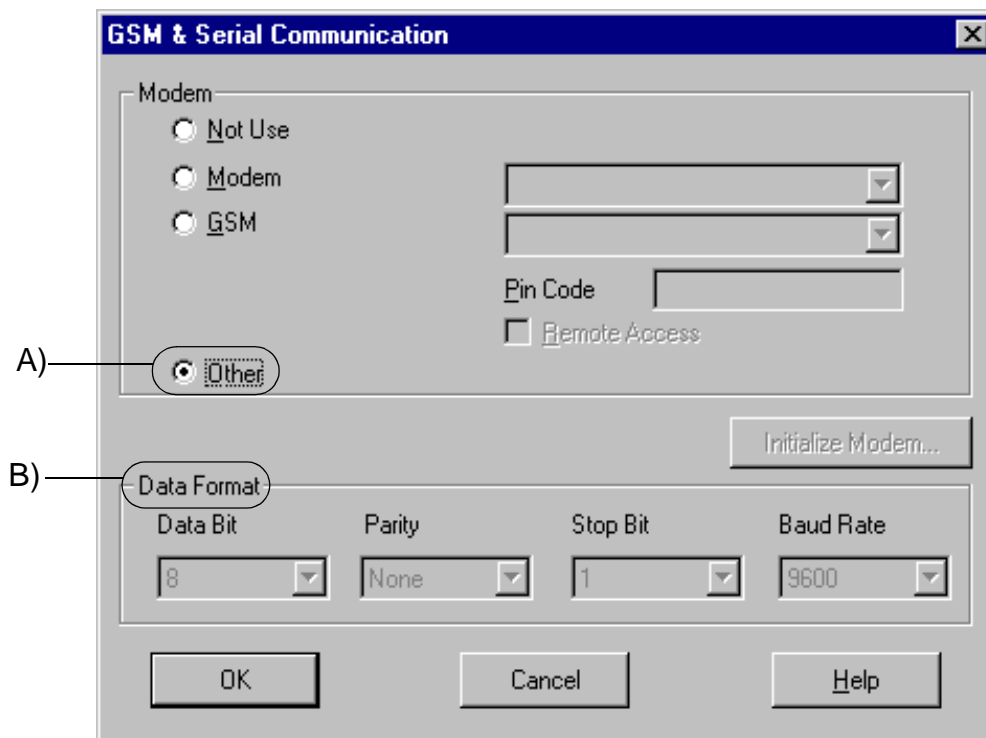 GSM & Serial Communication
Modem
Not Use
Modem
GSM
Pin Code
Remote Access
A)
Other
Initialize Modem...
B)
Data Format
Data Bit Parity Stop Bit Baud Rate
8 None 1 9600
OK Cancel Help